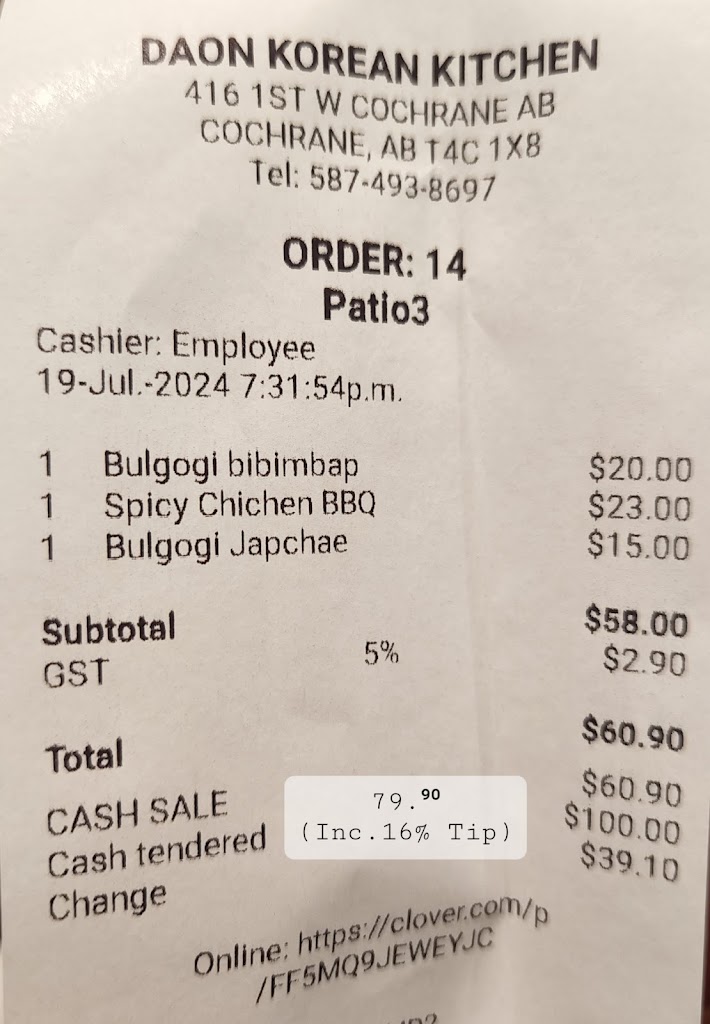 DAON KOREAN KITCHEN
416 1ST W COCHRANE AB
COCHRANE, AB T4C 1X8
Tel: 587-493-8697
ORDER: 14
Patio3
Cashier: Employee
19-Jul.-2024 7:31:54p.m.
1 Bulgogi bibimbap $20.00
1 Spicy Chichen BBQ $23.00
1 Bulgogi Japchae $15.00
Subtotal $58.00
GST 5% $2.90
Total $60.90
CASH SALE $60.90
Cash tendered $100.00
Change $39.10
79.90
(Inc.16% Tip)
Online: https://clover.com/p
/FF5MQ9JEWEYJC